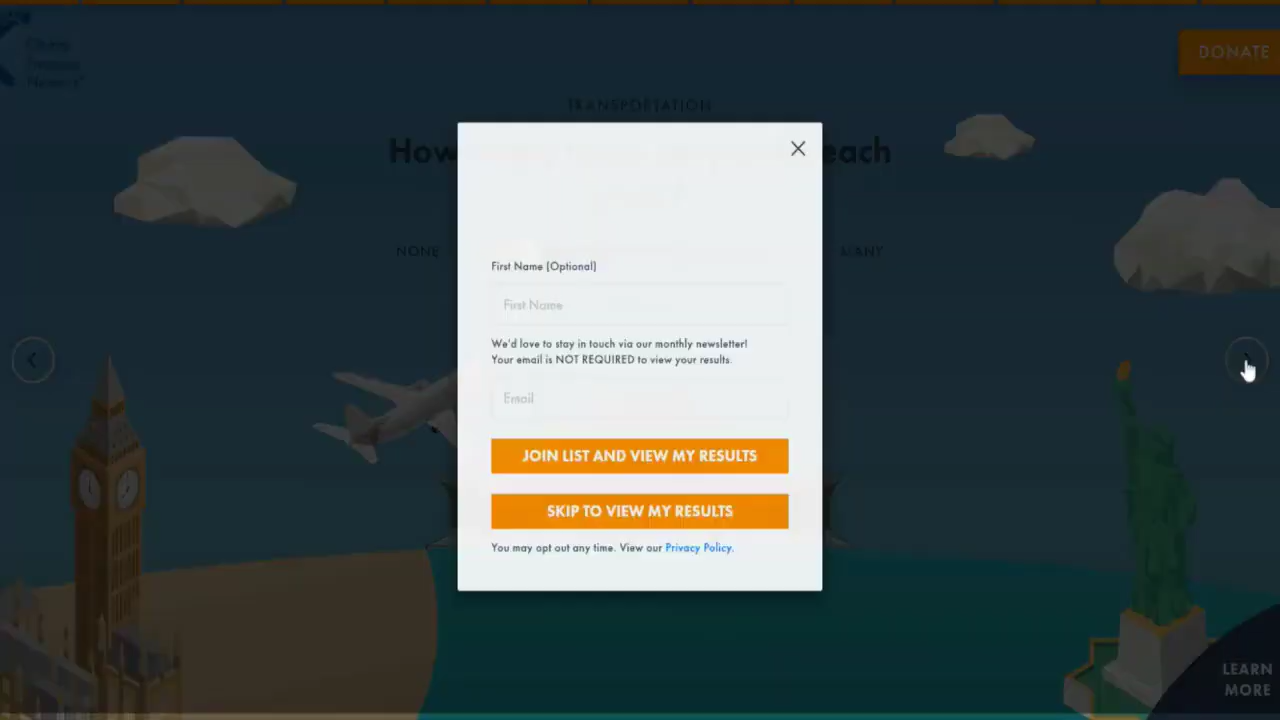 DONATE
TRANSPORTATION
How
each
NONE
MANY
First Name (Optional)
First Name
We'd love to stay in touch via our monthly newsletter!
Your email is NOT REQUIRED to view your results.
Email
JOIN LIST AND VIEW MY RESULTS
SKIP TO VIEW MY RESULTS
You may opt out any time. View our Privacy Policy.
LEARN
MORE